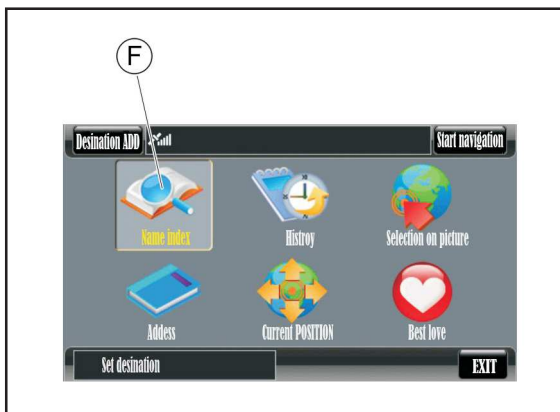 F
Desination ADD Start navigation
Name index Histroy Selection on picture
Addess Current POSITION Best love
Set desination EXIT